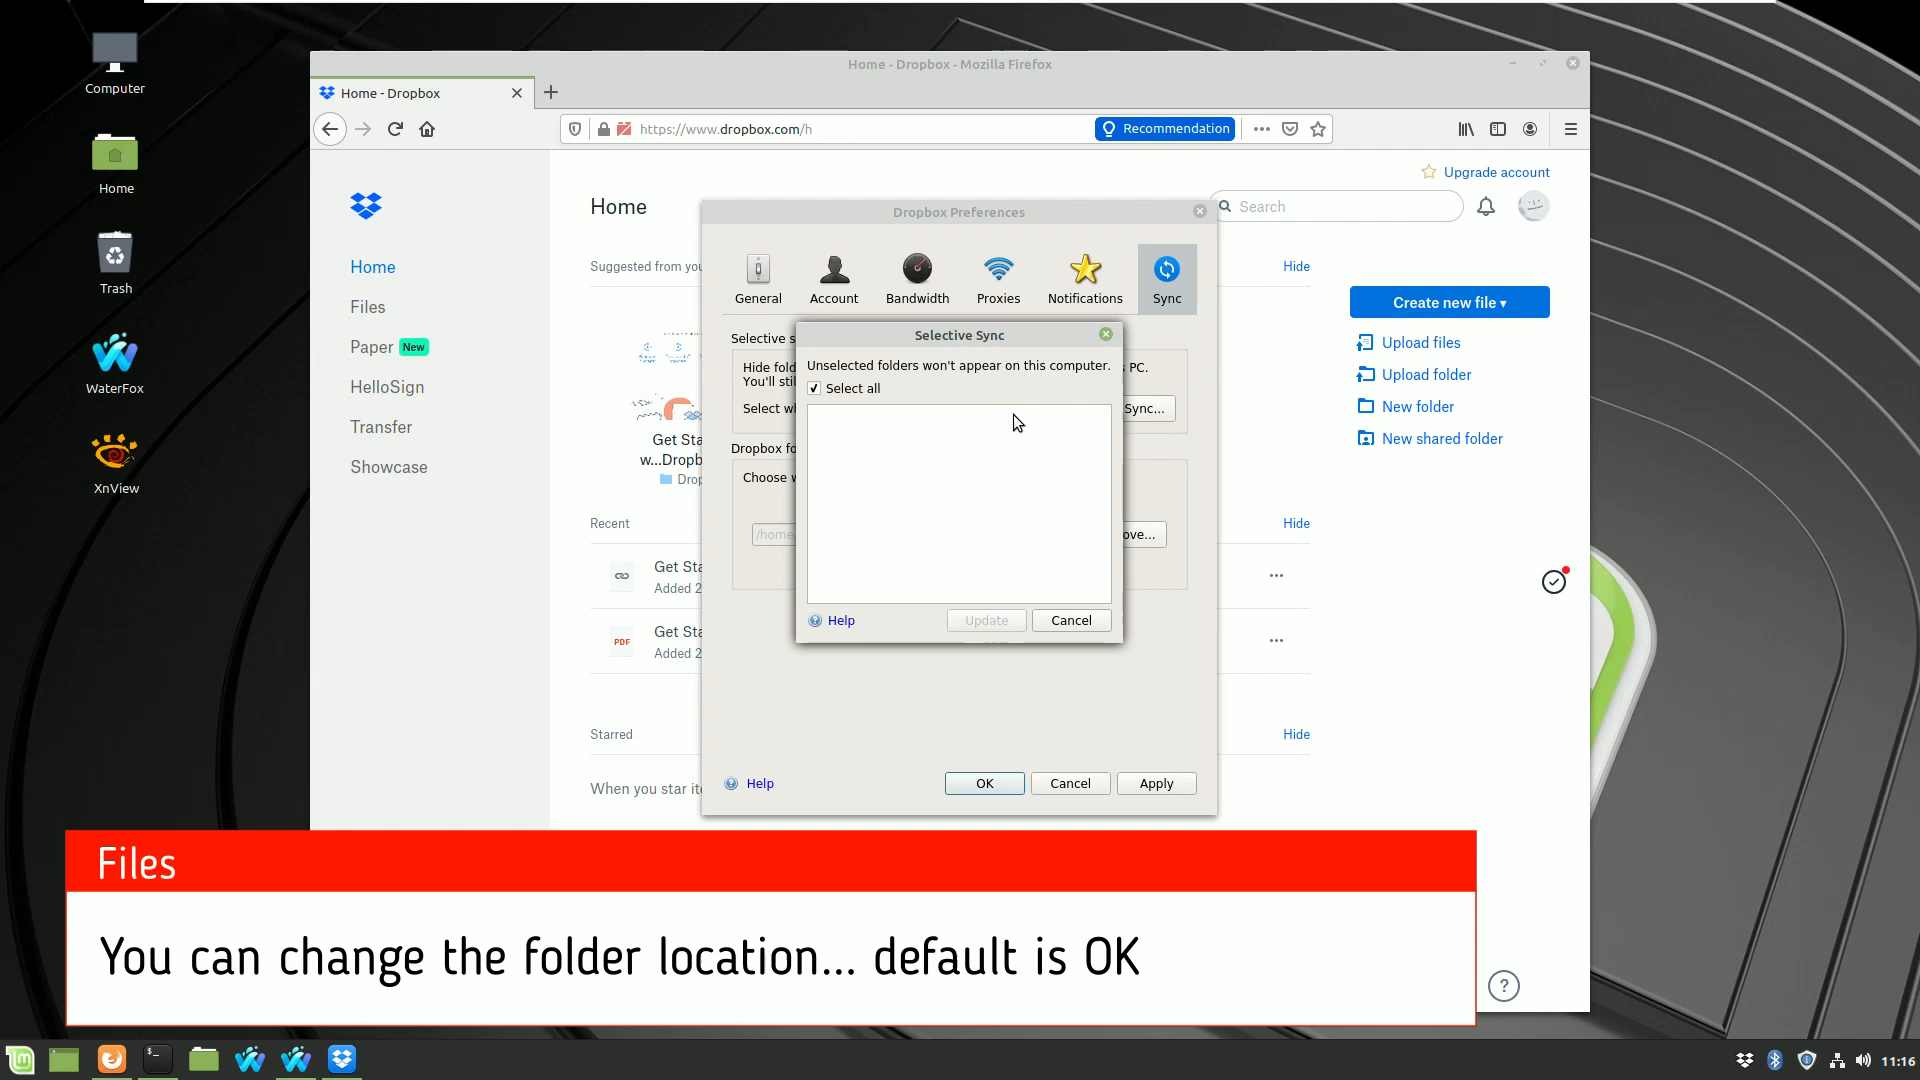 Computer
Home
Trash
WaterFox
XnView
Home - Dropbox - Mozilla Firefox
Home - Dropbox
https://www.dropbox.com/h
Recommendation
Upgrade account
Home
Search
Home
Files
Paper New
HelloSign
Transfer
Showcase
Suggested from you
Hide
Get Sta
w...Dropb
Drop
Recent
Hide
Get Sta
Added 2
PDF
Get Sta
Added 2
Starred
Hide
When you star ite
Create new file
Upload files
Upload folder
New folder
New shared folder
Dropbox Preferences
General
Account
Bandwidth
Proxies
Notifications
Sync
Selective s
Hide fold
PC.
You'll stil
Select wh
Sync...
Dropbox fo
Choose w
/home
ove...
Help
OK
Cancel
Apply
Selective Sync
Unselected folders won't appear on this computer.
Select all
Help
Update
Cancel
Files
You can change the folder location... default is OK
?
11:16